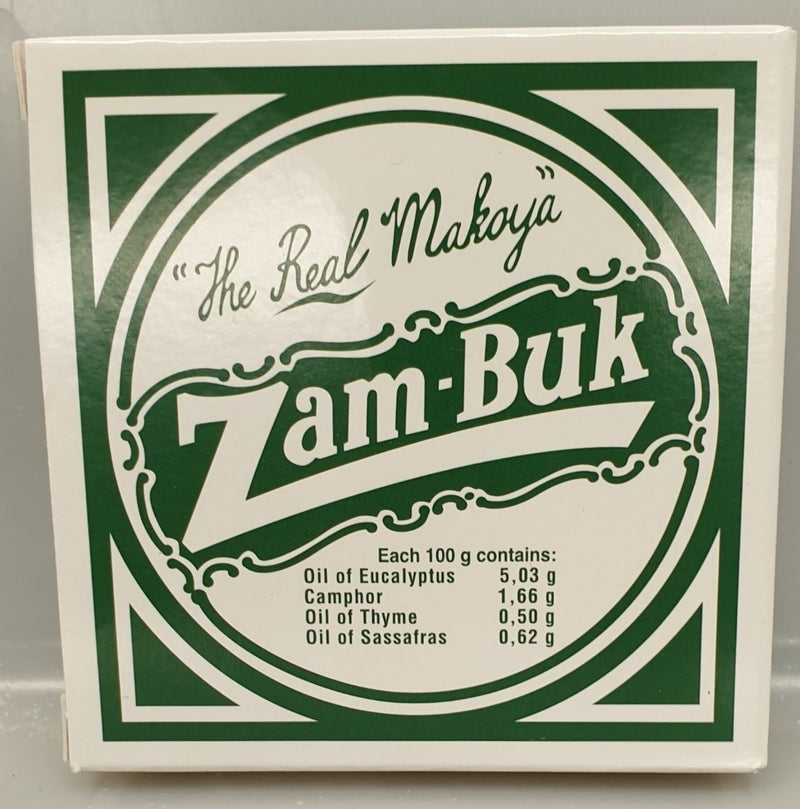 "The Real Makoya"
Zam-Buk
Each 100 g contains:
Oil of Eucalyptus 5,03 g
Camphor 1,66 g
Oil of Thyme 0,50 g
Oil of Sassafras 0,62 g